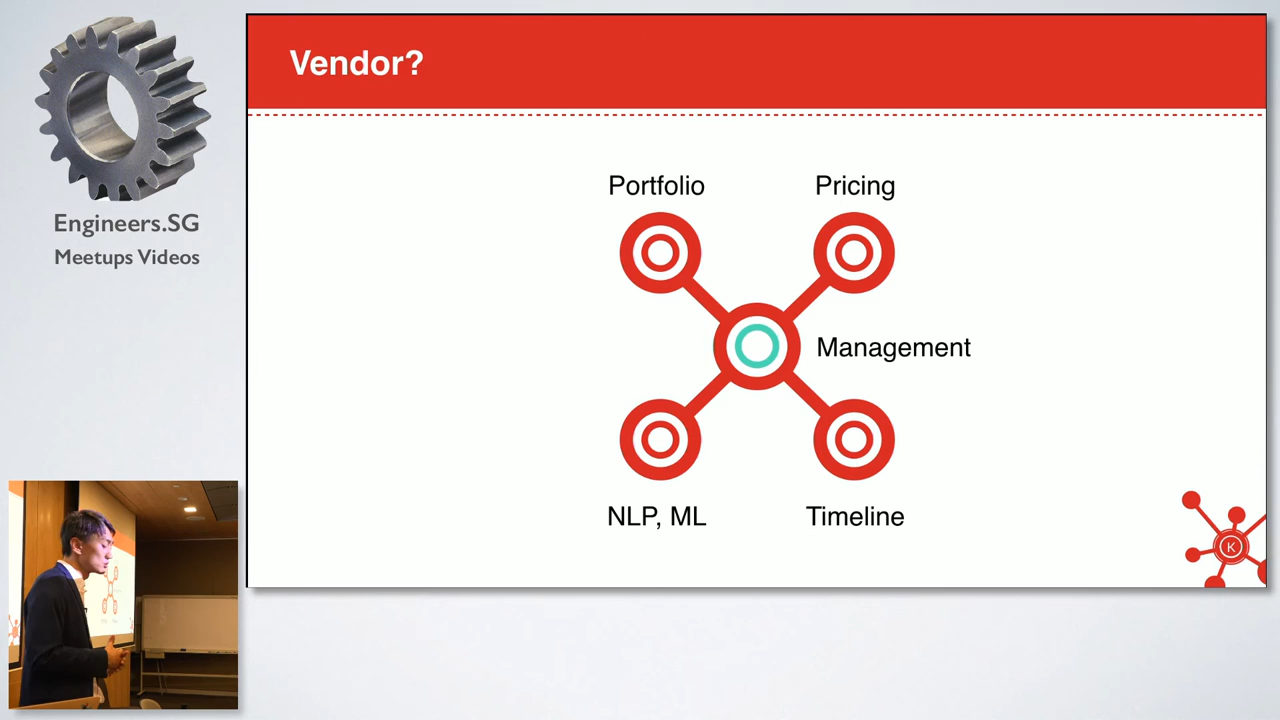 Vendor?
Engineers.SG
Meetups Videos
Portfolio
Pricing
Management
NLP, ML
Timeline
K